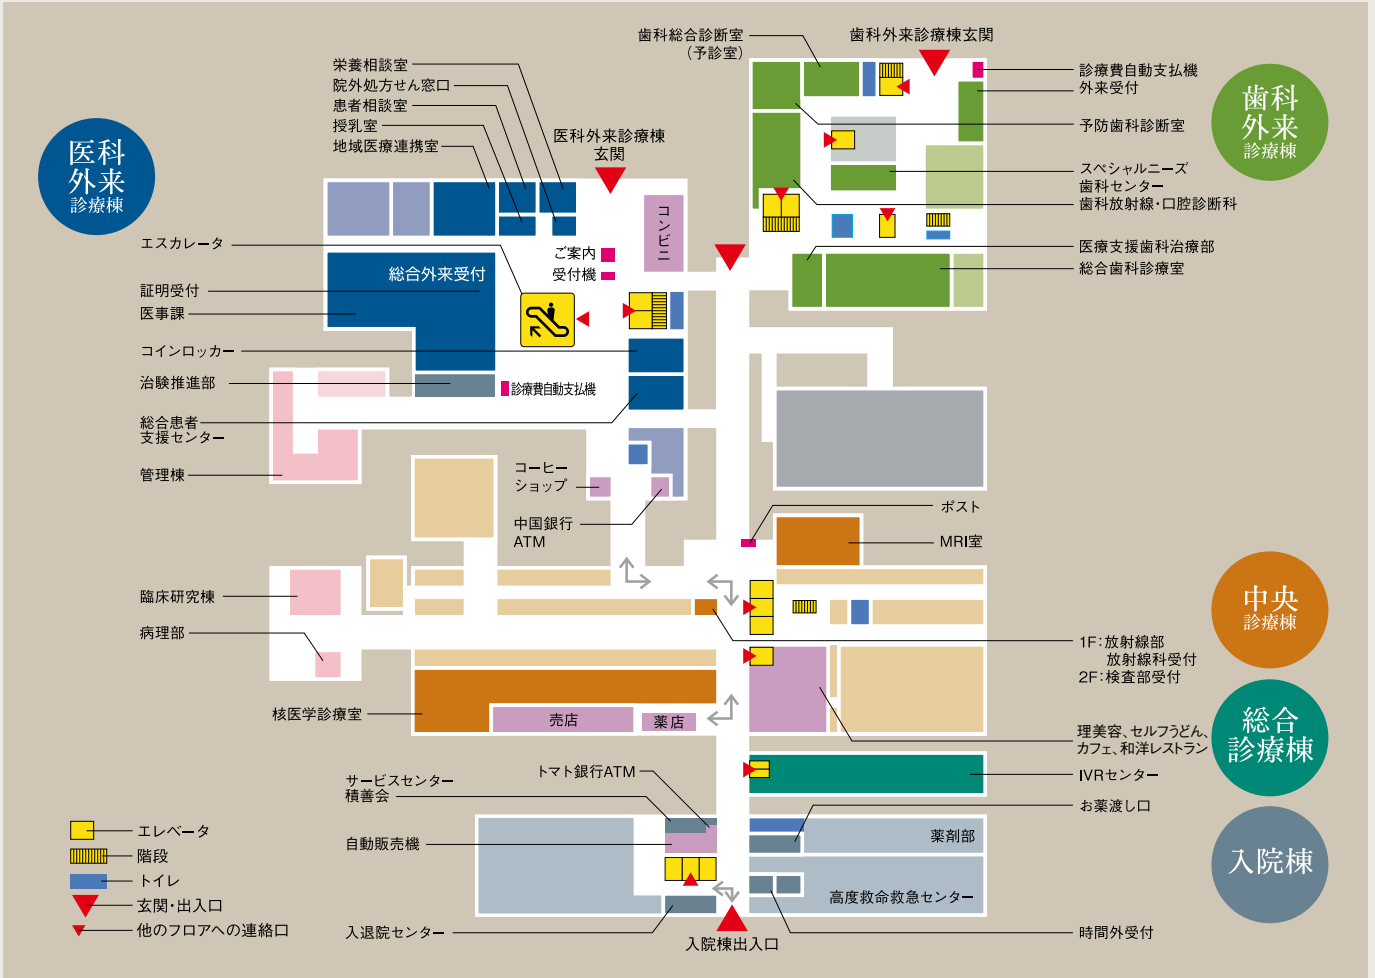 医科
外来
診療棟
栄養相談室
院外処方せん窓口
患者相談室
授乳室
地域医療連携室
医科外来診療棟
玄関
エスカレータ
総合外来受付
証明受付
医事課
コインロッカー
治験推進部
総合患者
支援センター
管理棟
ご案内
受付機
コンビニ
診療費自動支払機
コーヒー
ショップ
中国銀行
ATM
歯科総合診断室
(予診室)
歯科外来診療棟玄関
診療費自動支払機
外来受付
予防歯科診断室
スペシャルニーズ
歯科センター
歯科放射線・口腔診断科
医療支援歯科治療部
総合歯科診療室
歯科
外来
診療棟
ポスト
MRI室
中央
診療棟
臨床研究棟
病理部
核医学診療室
売店
薬店
1F:放射線部
放射線科受付
2F:検査部受付
理美容、セルフうどん、
カフェ、和洋レストラン
総合
診療棟
IVRセンター
トマト銀行ATM
サービスセンター
積善会
自動販売機
お薬渡し口
薬剤部
高度救命救急センター
入院棟
入退院センター
入院棟出入口
時間外受付
エレベータ
階段
トイレ
玄関・出入口
他のフロアへの連絡口